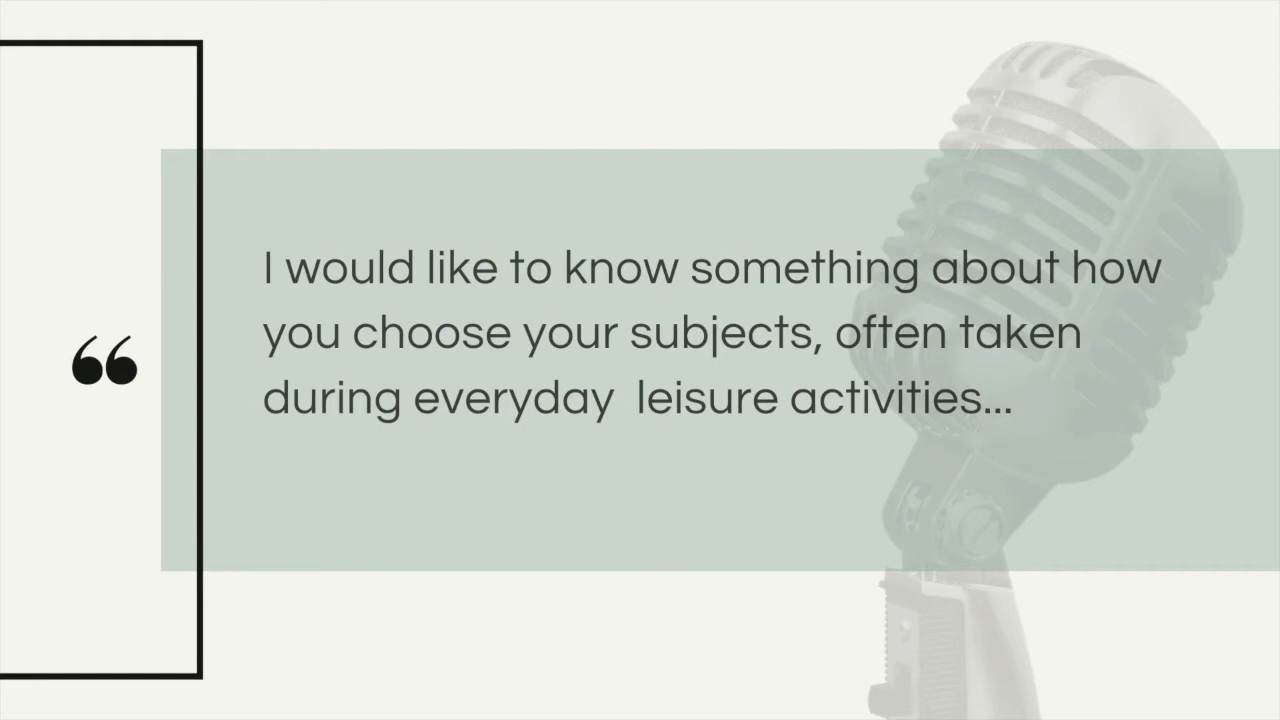 “
I would like to know something about how
you choose your subjects, often taken
during everyday  leisure activities...